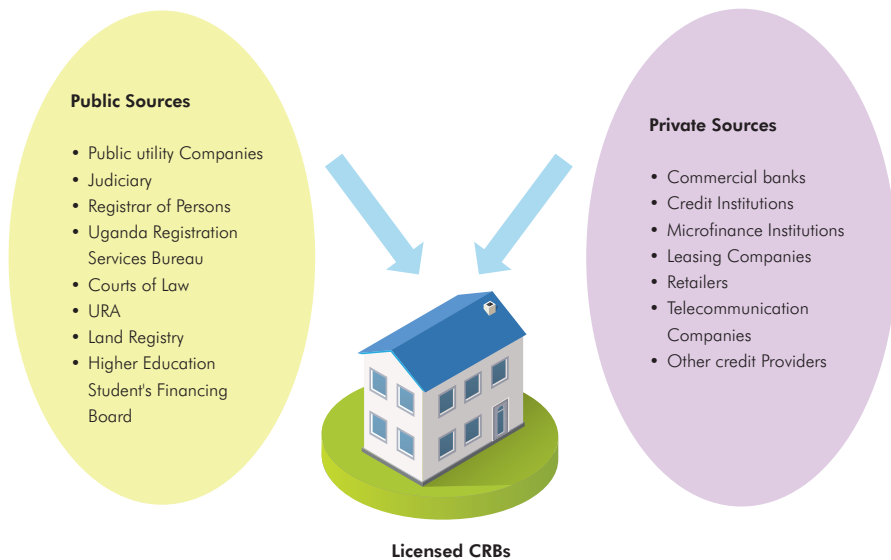 Public Sources
• Public utility Companies
• Judiciary
• Registrar of Persons
• Uganda Registration
Services Bureau
• Courts of Law
• URA
• Land Registry
• Higher Education
Student's Financing
Board
Private Sources
• Commercial banks
• Credit Institutions
• Microfinance Institutions
• Leasing Companies
• Retailers
• Telecommunication
Companies
• Other credit Providers
Licensed CRBs